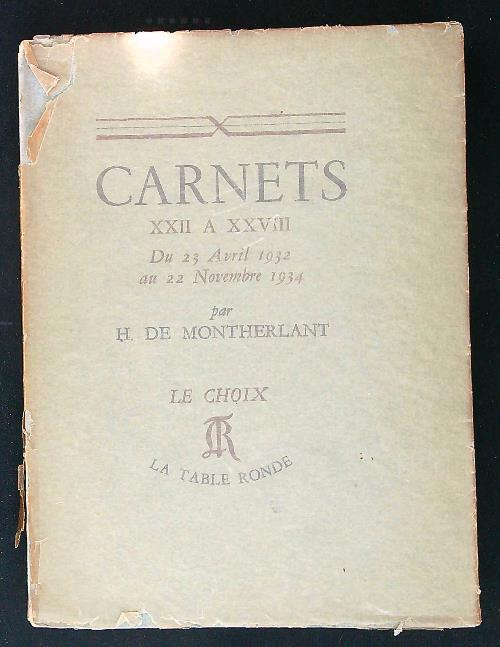 CARNETS
XXII A XXVIII
Du 23 Avril 1932
au 22 Novembre 1934
par
H. DE MONTHERLANT
LE CHOIX
TR
LA TABLE RONDE